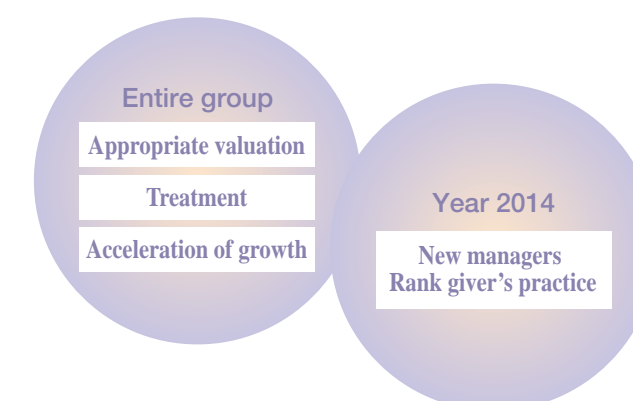 Entire group
Appropriate valuation
Treatment
Acceleration of growth
Year 2014
New managers
Rank giver’s practice